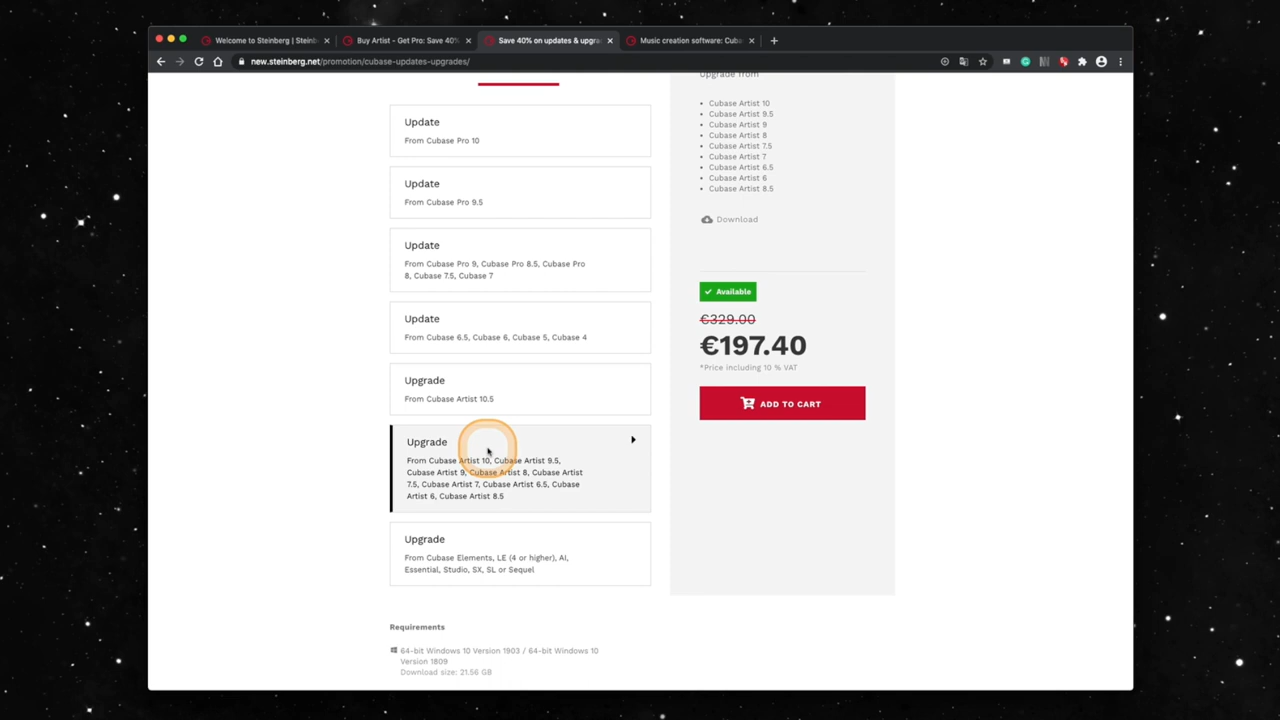 Welcome to Steinberg | Steinb
Buy Artist - Get Pro: Save 40%
Save 40% on updates & upgra
Music creation software: Cub
new.steinberg.net/promotion/cubase-updates-upgrades/
Update
From Cubase Pro 10
Update
From Cubase Pro 9.5
Update
From Cubase Pro 9, Cubase Pro 8.5, Cubase Pro
8, Cubase 7.5, Cubase 7
Update
From Cubase 6.5, Cubase 6, Cubase 5, Cubase 4
Upgrade
From Cubase Artist 10.5
Upgrade
From Cubase Artist 10, Cubase Artist 9.5,
Cubase Artist 9, Cubase Artist 8, Cubase Artist
7.5, Cubase Artist 7, Cubase Artist 6.5, Cubase
Artist 6, Cubase Artist 8.5
Upgrade
From Cubase Elements, LE (4 or higher), AI,
Essential, Studio, SX, SL or Sequel
Requirements
64-bit Windows 10 Version 1903 / 64-bit Windows 10
Version 1809
Download size: 21.56 GB
Upgrade from
• Cubase Artist 10
• Cubase Artist 9.5
• Cubase Artist 9
• Cubase Artist 8
• Cubase Artist 7.5
• Cubase Artist 7
• Cubase Artist 6.5
• Cubase Artist 6
• Cubase Artist 8.5
Download
Available
€329.00
€197.40
*Price including 10 % VAT
ADD TO CART